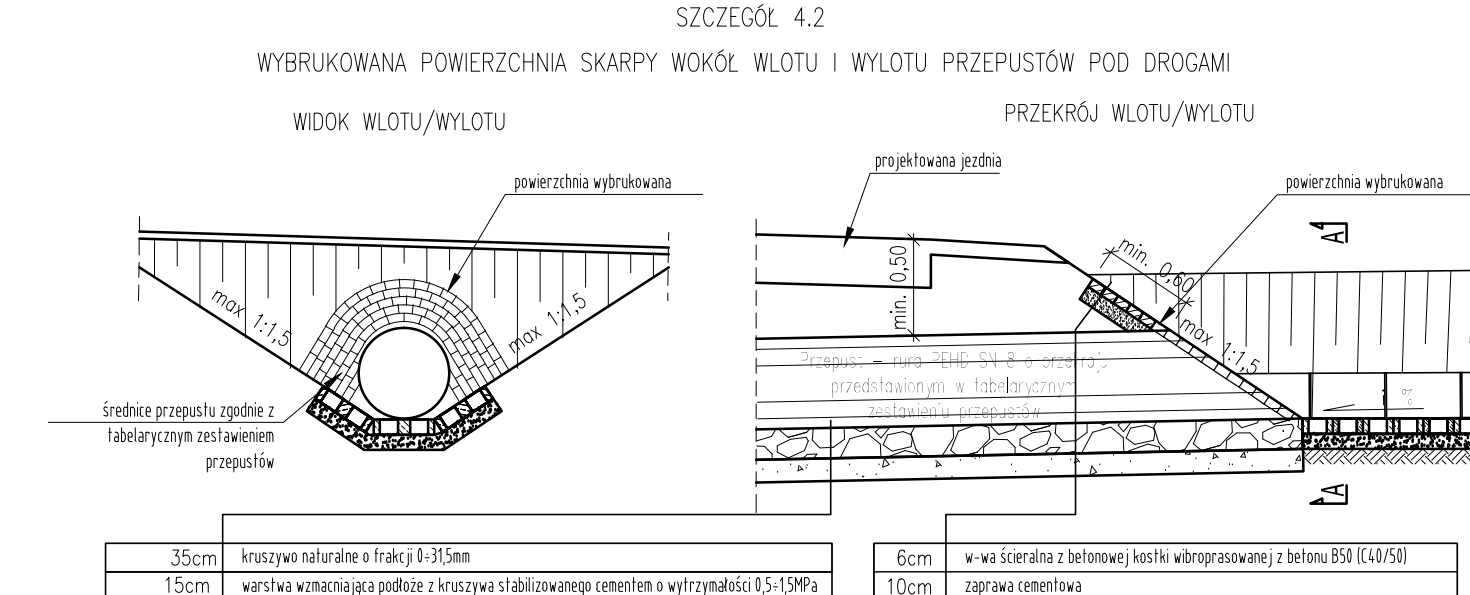 SZCZEGÓŁ 4.2
WYBRUKOWANA POWIERZCHNIA SKARPY WOKÓŁ WLOTU I WYLOTU PRZEPUSTÓW POD DROGAMI
WIDOK WLOTU/WYLOTU
PRZEKRÓJ WLOTU/WYLOTU
powierzchnia wybrukowana
max 1:1,5
max 1:1,5
średnice przepustu zgodnie z
tabelarycznym zestawieniem
przepustów
projektowana jezdnia
powierzchnia wybrukowana
A
min. 0,50
min. 0,60
max 1:1,5
Przepust – rura PEHD SN 8 o przekroju
przedstawionym w tabelarycznym
zestawieniu przepustów
%
A
35cm kruszywo naturalne o frakcji 0÷31,5mm
15cm warstwa wzmacniająca podłoże z kruszywa stabilizowanego cementem o wytrzymałości 0,5÷1,5MPa
6cm w-wa ścieralna z betonowej kostki wibroprasowanej z betonu B50 (C40/50)
10cm zaprawa cementowa